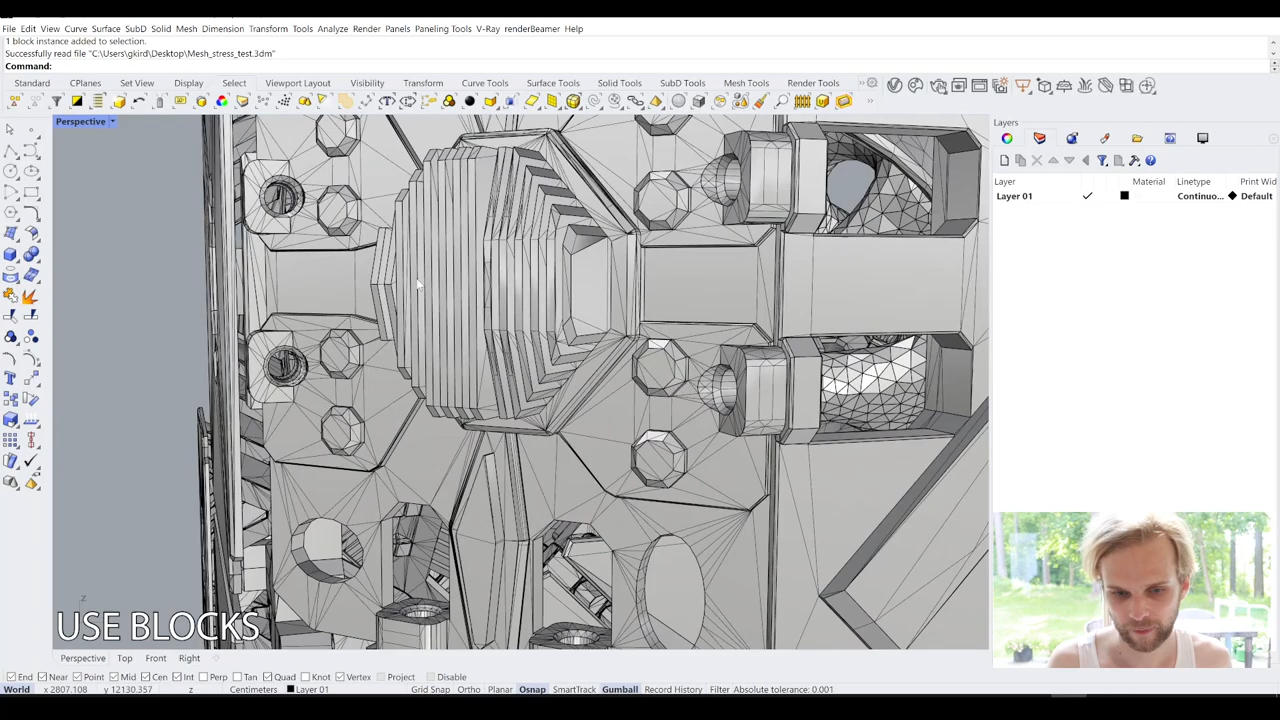 File Edit View Curve Surface SubD Solid Mesh Dimension Transform Tools Analyze Render Panels Paneling Tools V-Ray renderBeamer Help
1 block instance added to selection.
Successfully read file "C:\Users\gkird\Desktop\Mesh_stress_test.3dm"
Command:
Standard CPlanes Set View Display Select Viewport Layout Visibility Transform Curve Tools Surface Tools Solid Tools SubD Tools Mesh Tools Render Tools
Perspective
Layers
Layer Material Linetype Print Wid
Layer 01 Continuo... Default
z
USE BLOCKS
Perspective Top Front Right
End Near Point Mid Cen Int Perp Tan Quad Knot Vertex Project Disable
World x 2807.108 y 12130.357 z Centimeters Layer 01 Grid Snap Ortho Planar Osnap SmartTrack Gumball Record History Filter Absolute tolerance: 0.001